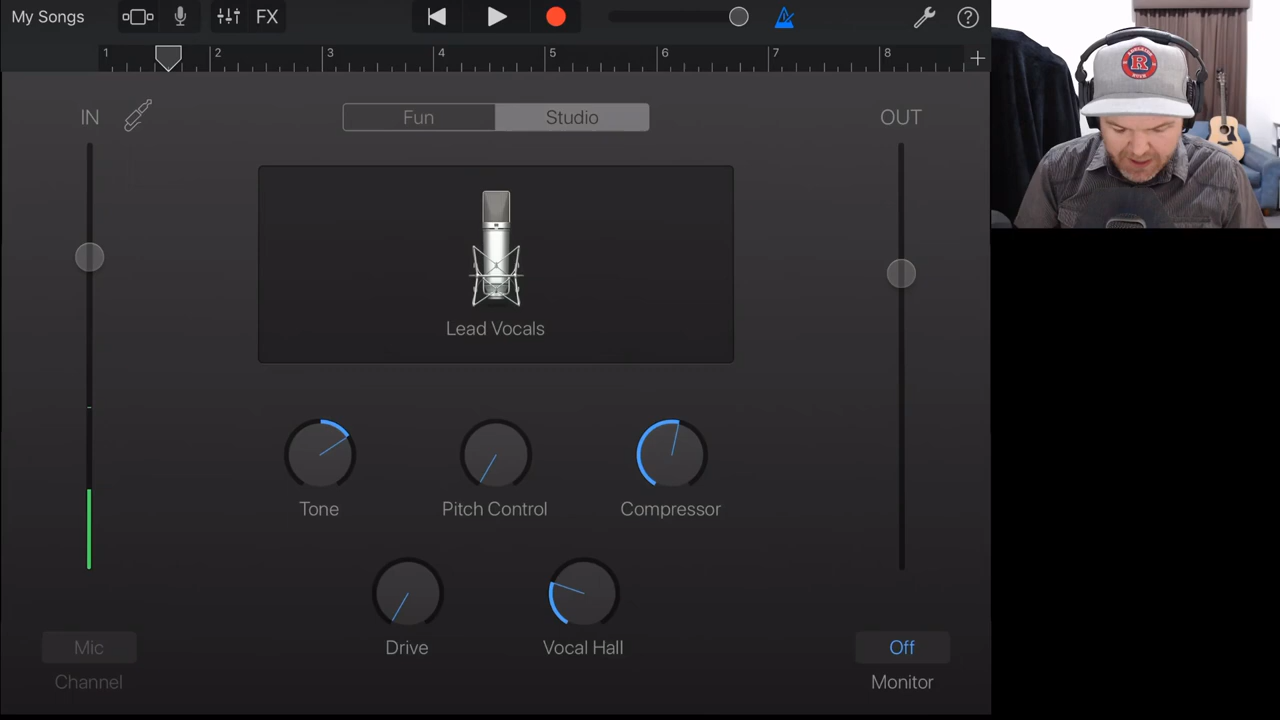 My Songs FX
1 2 3 4 5 6 7 8
IN Fun Studio OUT
Lead Vocals
Tone Pitch Control Compressor
Drive Vocal Hall
Mic Off
Channel Monitor
R